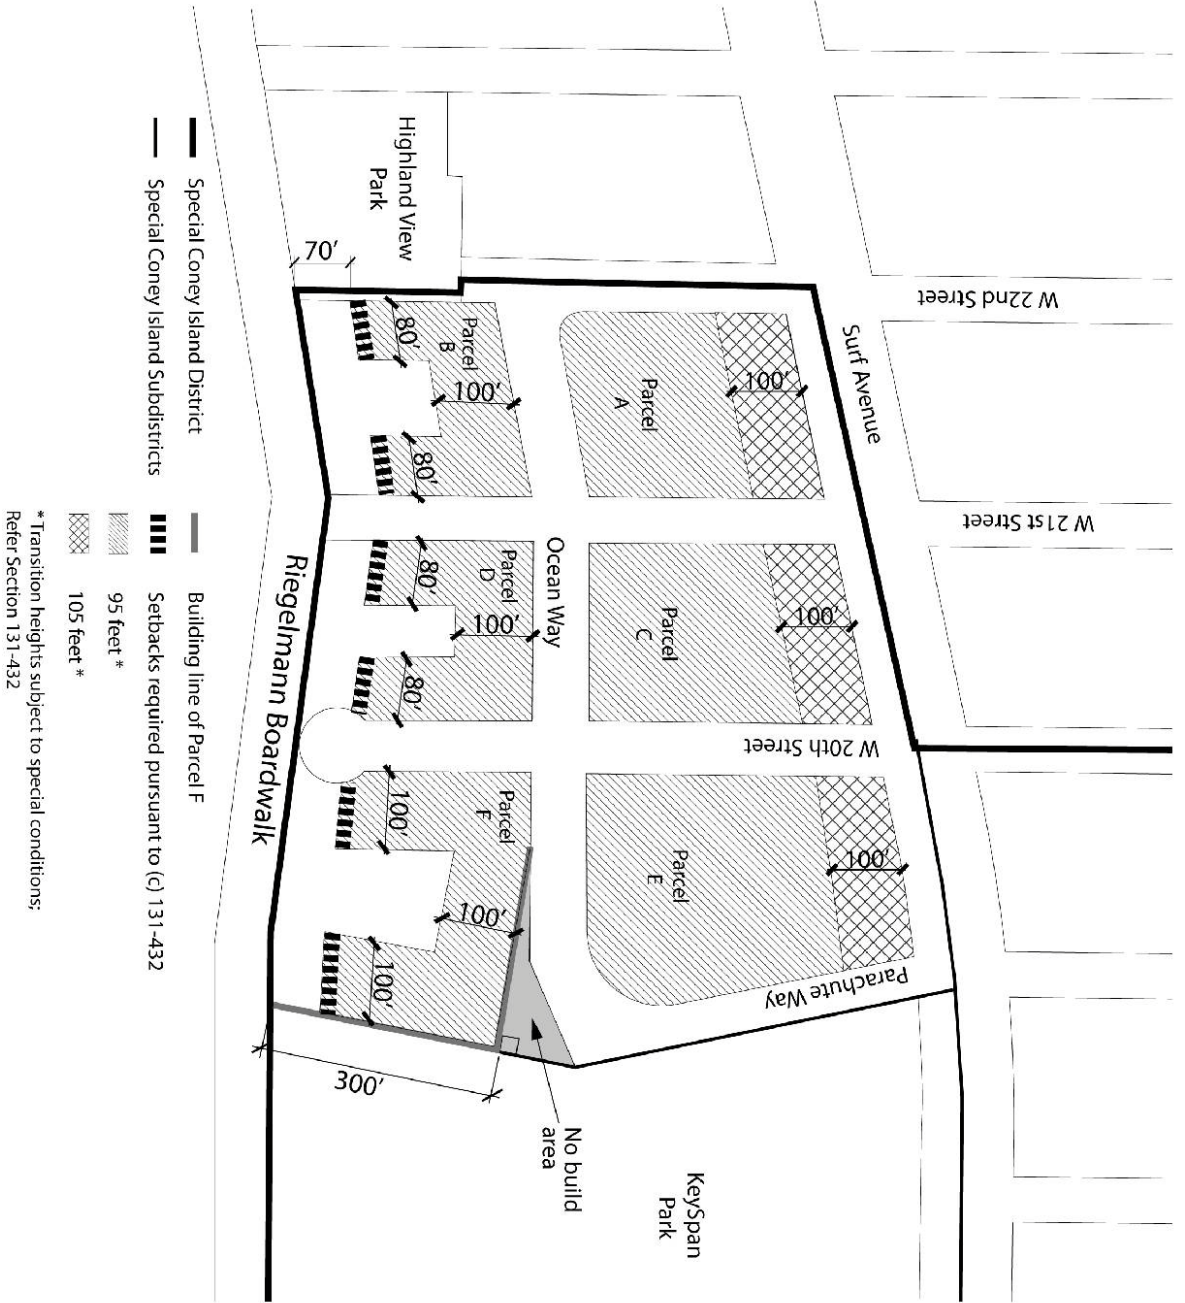 W 22nd Street
Surf Avenue
W 21st Street
W 20th Street
Parachute Way
Highland View
Park
70'
Parcel
A
100'
Parcel
B
80'
100'
80'
Ocean Way
Parcel
C
100'
Parcel
D
80'
100'
80'
Parcel
E
100'
Parcel
F
100'
100'
100'
300'
No build
area
KeySpan
Park
Riegelmann Boardwalk
Special Coney Island District
Special Coney Island Subdistricts
Building line of Parcel F
Setbacks required pursuant to (c) 131-432
95 feet *
105 feet *
* Transition heights subject to special conditions;
Refer Section 131-432